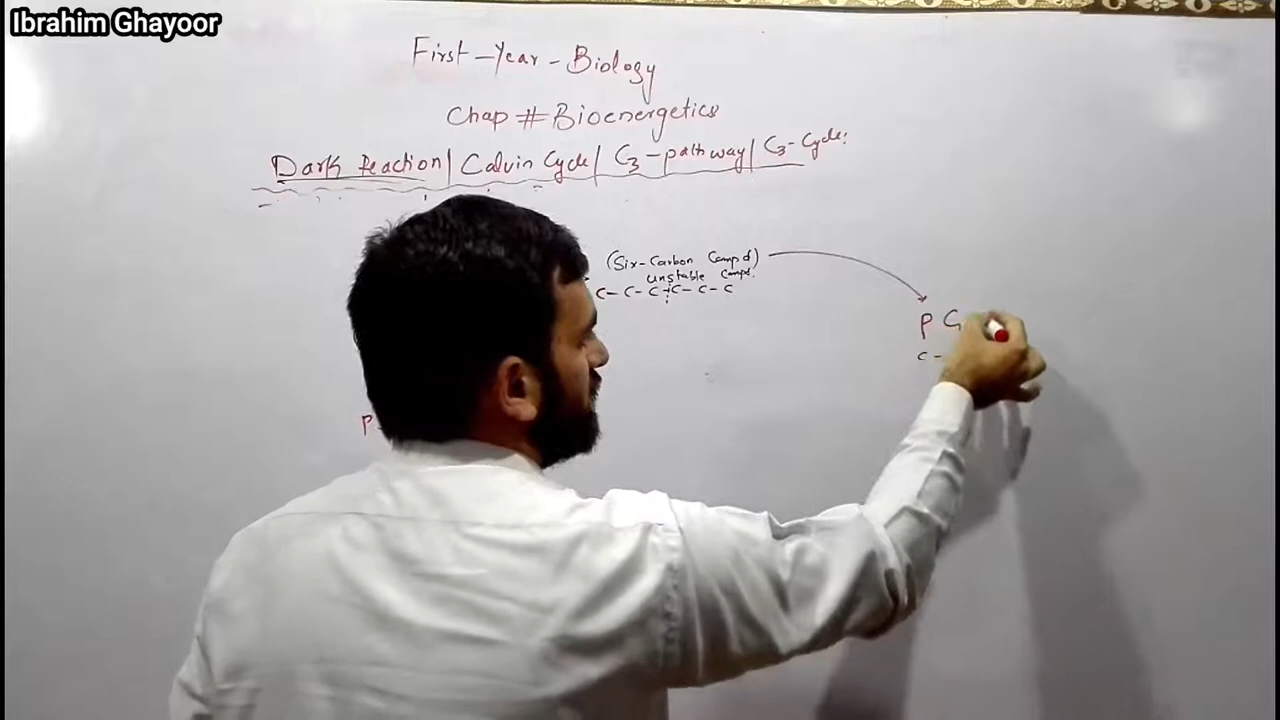 Ibrahim Ghayoor
First-Year-Biology
Chap # Bioenergetics
Dark Reaction / Calvin Cycle / C3-pathway / C3-Cycle:
(Six-Carbon Compd)
unstable Compd.
C-C-C-C-C-C
P G
C-
P